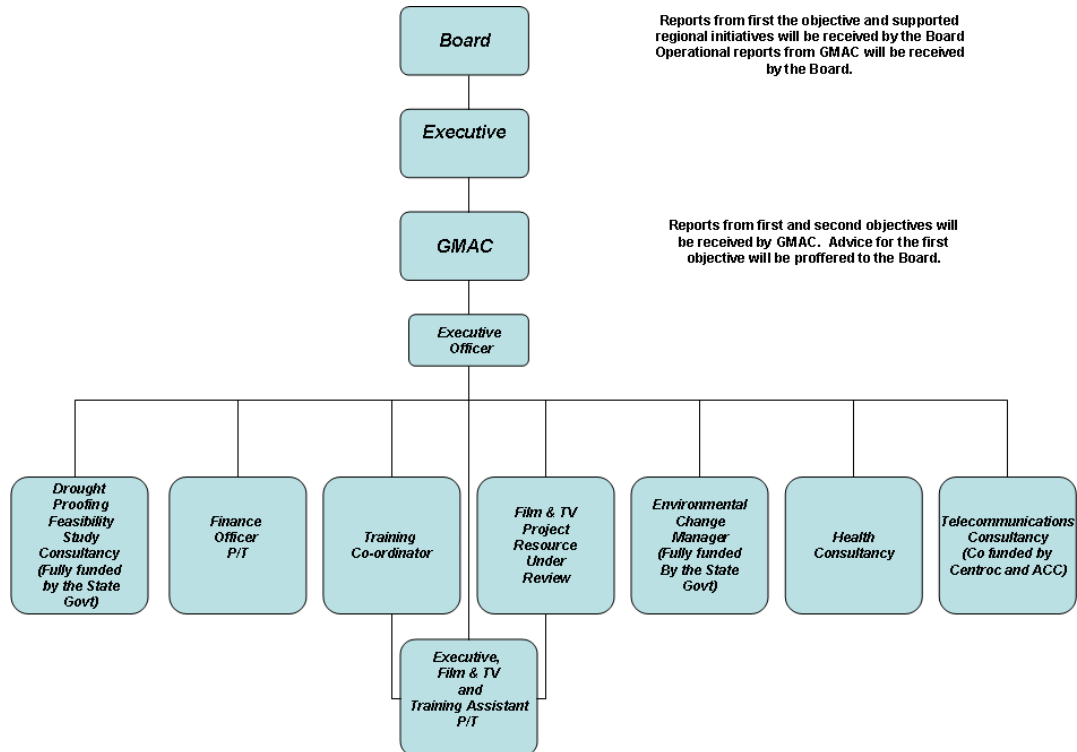 Board
Reports from first the objective and supported
regional initiatives will be received by the Board
Operational reports from GMAC will be received
by the Board.
Executive
GMAC
Reports from first and second objectives will
be received by GMAC. Advice for the first
objective will be proffered to the Board.
Executive
Officer
Drought
Proofing
Feasibility
Study
Consultancy
(Fully funded
by the State
Govt)
Finance
Officer
P/T
Training
Co-ordinator
Film & TV
Project
Resource
Under
Review
Environmental
Change
Manager
(Fully funded
By the State
Govt)
Health
Consultancy
Telecommunications
Consultancy
(Co funded by
Centroc and ACC)
Executive,
Film & TV
and
Training Assistant
P/T